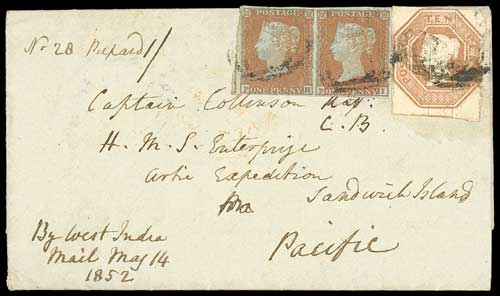 No 28 Prepaid 1/
POSTAGE POSTAGE
ONE PENNY ONE PENNY
TEN
Captain Collinson
C. B.
H. M. S. Enterprize
Artic Expedition
Sandwich Island
Pacific
By West India
Mail May 14
1852